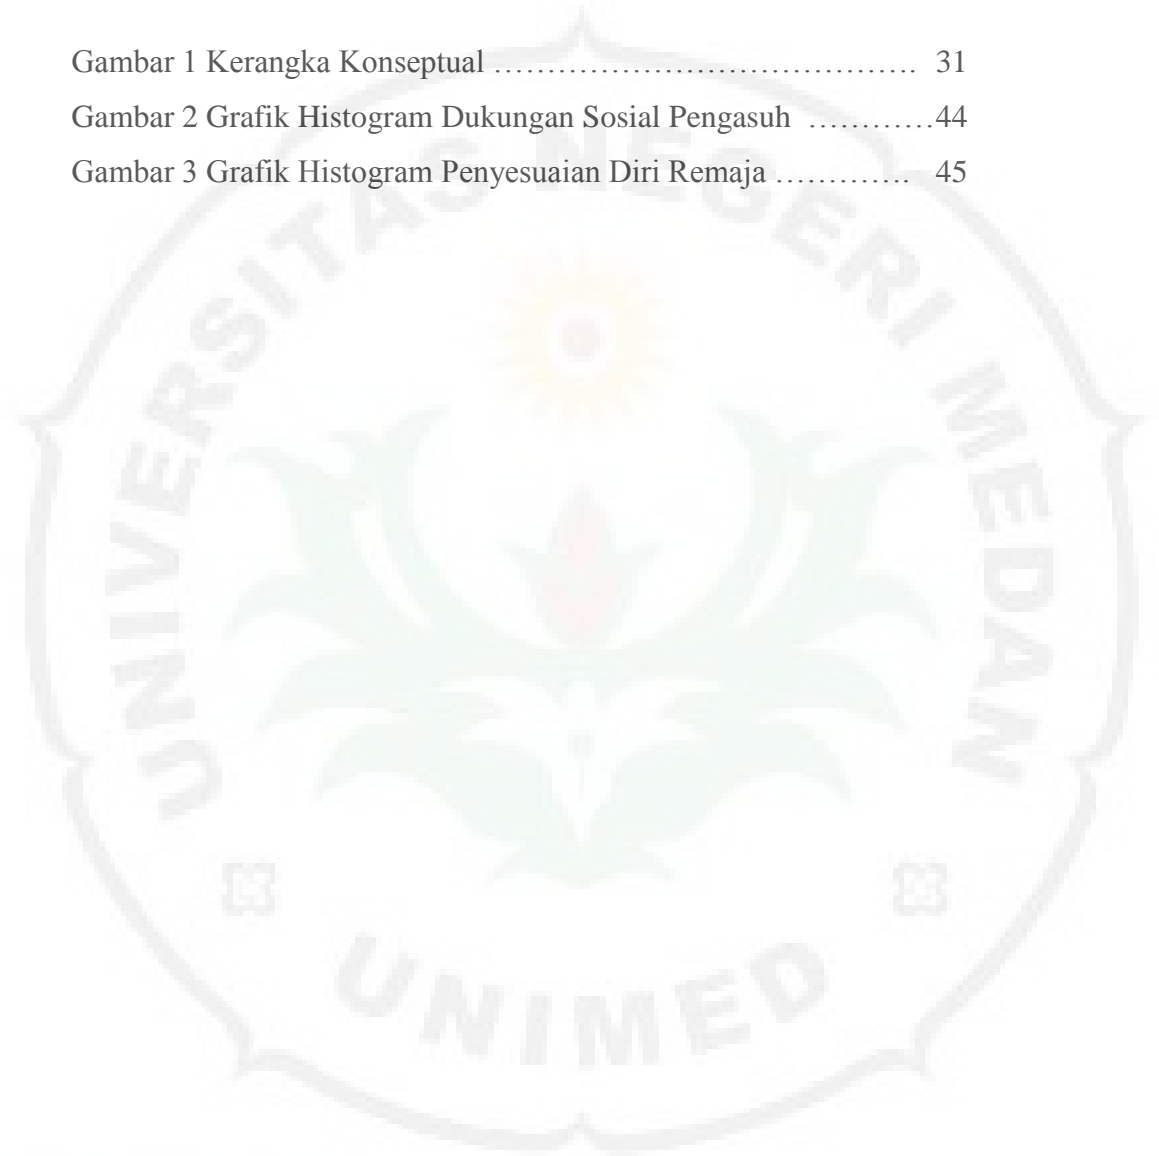 Gambar 1 Kerangka Konseptual …………………………………. 31
Gambar 2 Grafik Histogram Dukungan Sosial Pengasuh …………44
Gambar 3 Grafik Histogram Penyesuaian Diri Remaja …………. 45
UNIVERSITAS NEGERI MEDAN
UNIMED